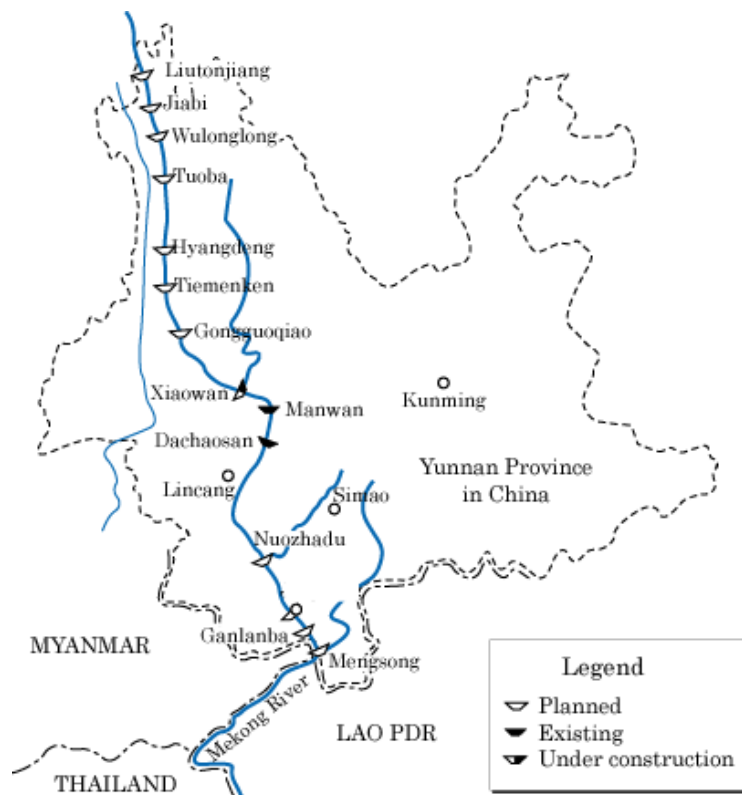 Liutonjiang
Jiabi
Wulonglong
Tuoba
Hyangdeng
Tiemenken
Gongguoqiao
Xiaowan
Manwan
Kunming
Dachaosan
Yunnan Province
in China
Lincang
Simao
Nuozhadu
Ganlanba
MYANMAR
Mengsong
Mekong River
LAO PDR
THAILAND
Legend
Planned
Existing
Under construction